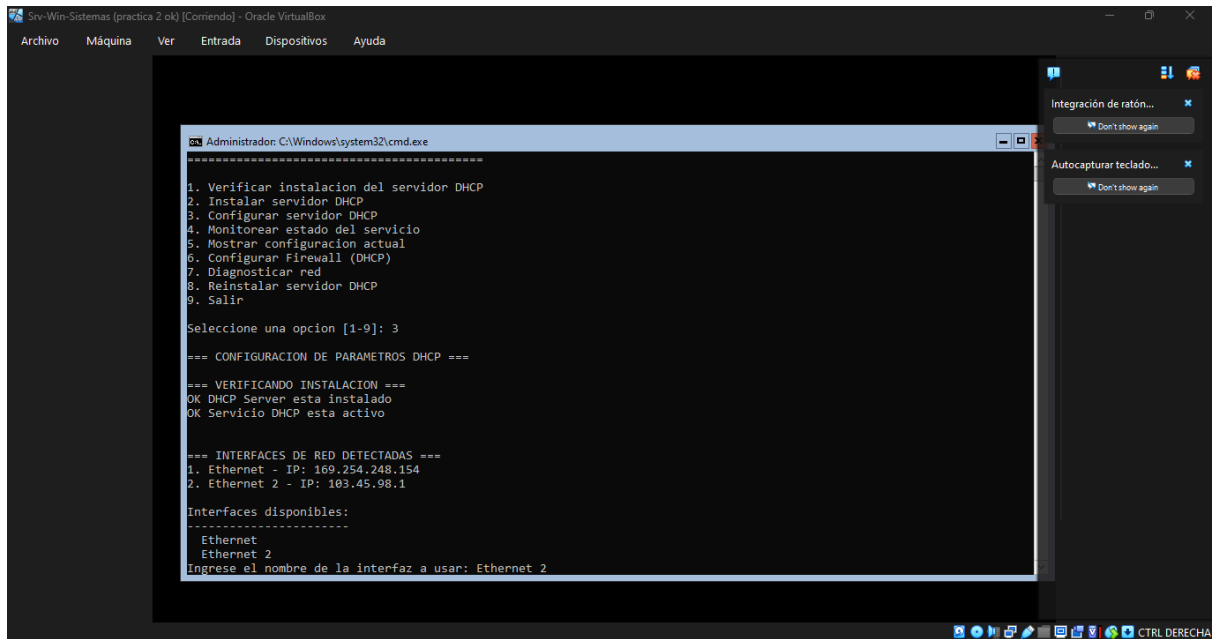 Srv-Win-Sistemas (practica 2 ok) [Corriendo] - Oracle VirtualBox
Archivo Máquina Ver Entrada Dispositivos Ayuda
Integración de ratón...
Don't show again
Autocapturar teclado...
Don't show again
Administrador: C:\Windows\system32\cmd.exe
==========================================
1. Verificar instalacion del servidor DHCP
2. Instalar servidor DHCP
3. Configurar servidor DHCP
4. Monitorear estado del servicio
5. Mostrar configuracion actual
6. Configurar Firewall (DHCP)
7. Diagnosticar red
8. Reinstalar servidor DHCP
9. Salir
Seleccione una opcion [1-9]: 3
=== CONFIGURACION DE PARAMETROS DHCP ===
=== VERIFICANDO INSTALACION ===
OK DHCP Server esta instalado
OK Servicio DHCP esta activo
=== INTERFACES DE RED DETECTADAS ===
1. Ethernet - IP: 169.254.248.154
2. Ethernet 2 - IP: 103.45.98.1
Interfaces disponibles:
-----------------------
Ethernet
Ethernet 2
Ingrese el nombre de la interfaz a usar: Ethernet 2
CTRL DERECHA